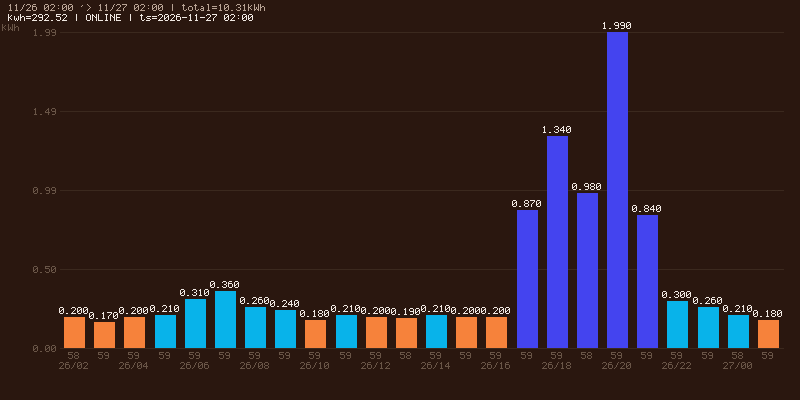 11/26 02:00 -> 11/27 02:00 | total=10.31kWh
Kwh=292.52 | ONLINE | ts=2026-11-27 02:00
kWh
1.99
1.49
0.99
0.50
0.00
0.200 0.170 0.200 0.210 0.310 0.360 0.260 0.240 0.180 0.210 0.200 0.190 0.210 0.200 0.200 0.870 1.340 0.980 1.990 0.840 0.300 0.260 0.210 0.180
58 59 59 59 59 59 59 59 59 59 59 58 59 59 59 59 59 58 59 59 59 59 58 59
26/02 26/04 26/06 26/08 26/10 26/12 26/14 26/16 26/18 26/20 26/22 27/00